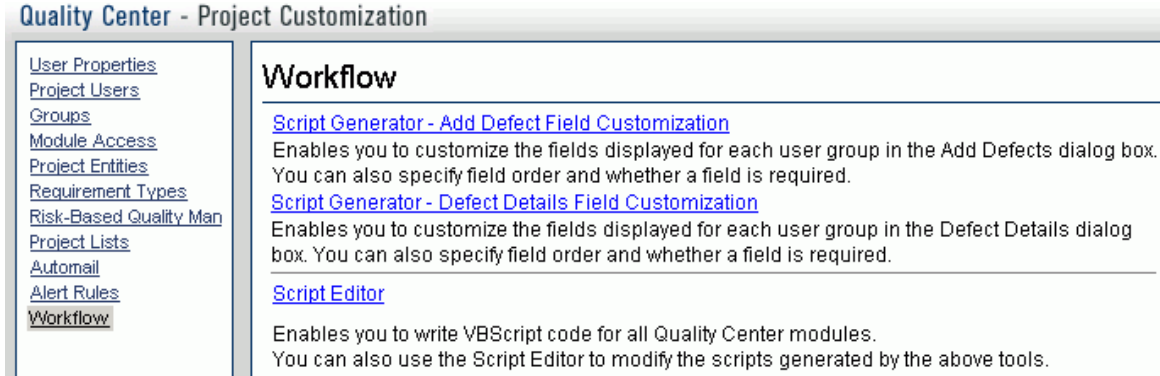 Quality Center - Project Customization
User Properties
Project Users
Groups
Module Access
Project Entities
Requirement Types
Risk-Based Quality Man
Project Lists
Automail
Alert Rules
Workflow
Workflow
Script Generator - Add Defect Field Customization
Enables you to customize the fields displayed for each user group in the Add Defects dialog box.
You can also specify field order and whether a field is required.
Script Generator - Defect Details Field Customization
Enables you to customize the fields displayed for each user group in the Defect Details dialog
box. You can also specify field order and whether a field is required.
Script Editor
Enables you to write VBScript code for all Quality Center modules.
You can also use the Script Editor to modify the scripts generated by the above tools.